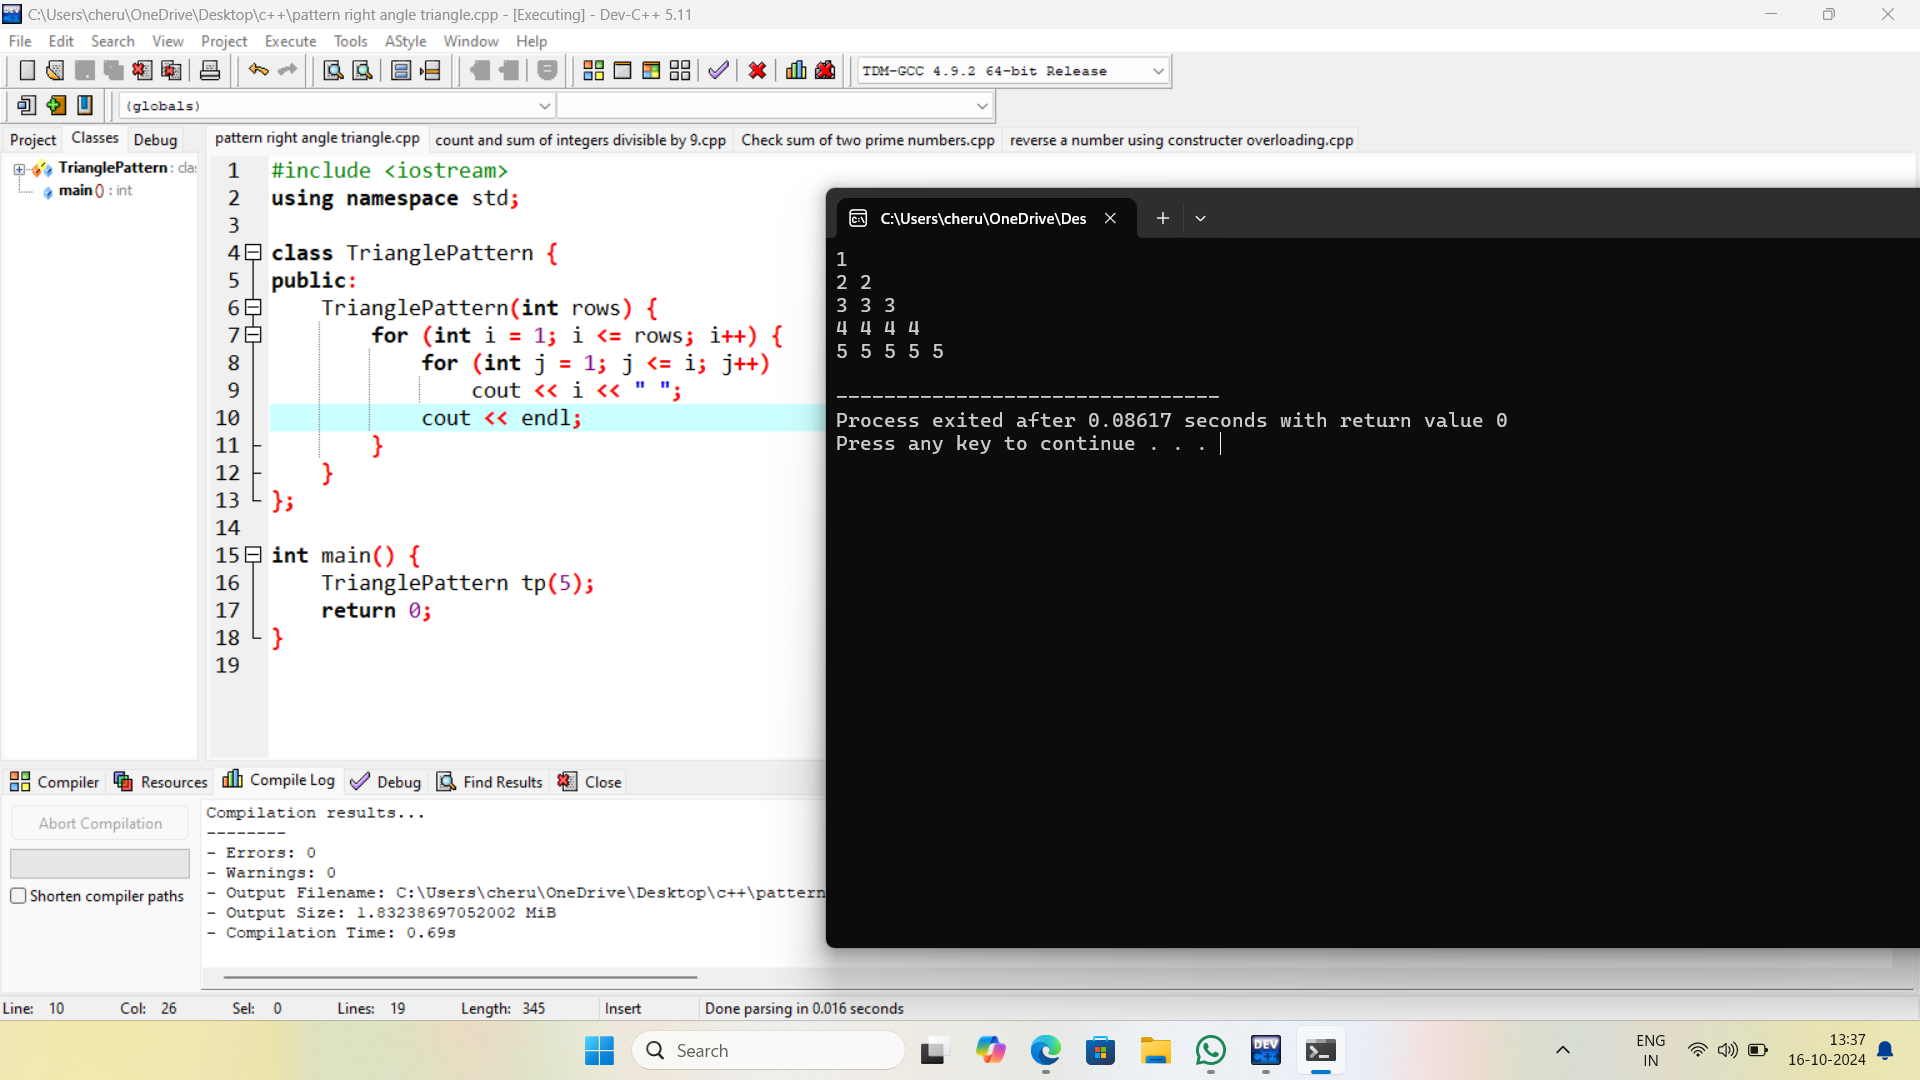 C:\Users\cheru\OneDrive\Desktop\c++\pattern right angle triangle.cpp - [Executing] - Dev-C++ 5.11
File Edit Search View Project Execute Tools AStyle Window Help
TDM-GCC 4.9.2 64-bit Release
(globals)
Project Classes Debug
pattern right angle triangle.cpp count and sum of integers divisible by 9.cpp Check sum of two prime numbers.cpp reverse a number using constructer overloading.cpp
TrianglePattern : cla
main () : int
1 #include <iostream>
2 using namespace std;
3
4 class TrianglePattern {
5 public:
6 TrianglePattern(int rows) {
7 for (int i = 1; i <= rows; i++) {
8 for (int j = 1; j <= i; j++)
9 cout << i << " ";
10 cout << endl;
11 }
12 }
13 };
14
15 int main() {
16 TrianglePattern tp(5);
17 return 0;
18 }
19
C:\Users\cheru\OneDrive\Des
1
2 2
3 3 3
4 4 4 4
5 5 5 5 5
--------------------------------
Process exited after 0.08617 seconds with return value 0
Press any key to continue . . .
Compiler Resources Compile Log Debug Find Results Close
Abort Compilation
Shorten compiler paths
Compilation results...
--------
- Errors: 0
- Warnings: 0
- Output Filename: C:\Users\cheru\OneDrive\Desktop\c++\pattern
- Output Size: 1.83238697052002 MiB
- Compilation Time: 0.69s
Line: 10 Col: 26 Sel: 0 Lines: 19 Length: 345 Insert Done parsing in 0.016 seconds
Search
DEV C++
ENG
IN
13:37
16-10-2024